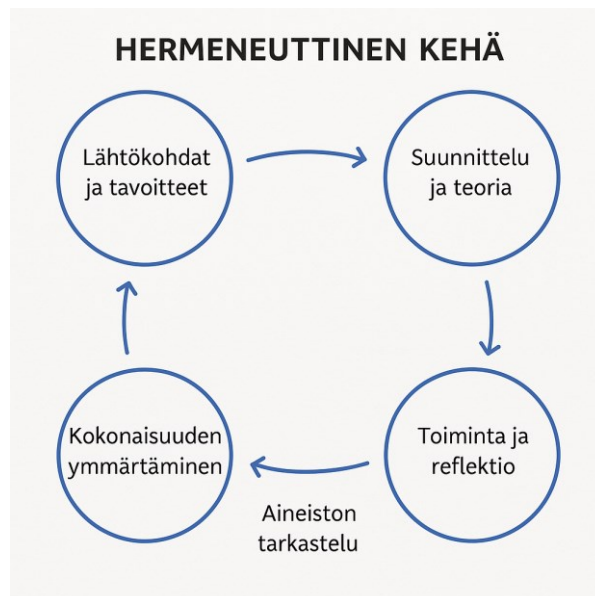 HERMENEUTTINEN KEHÄ
Lähtökohdat
ja tavoitteet
Suunnittelu
ja teoria
Toiminta ja
reflektio
Aineiston
tarkastelu
Kokonaisuuden
ymmärtäminen